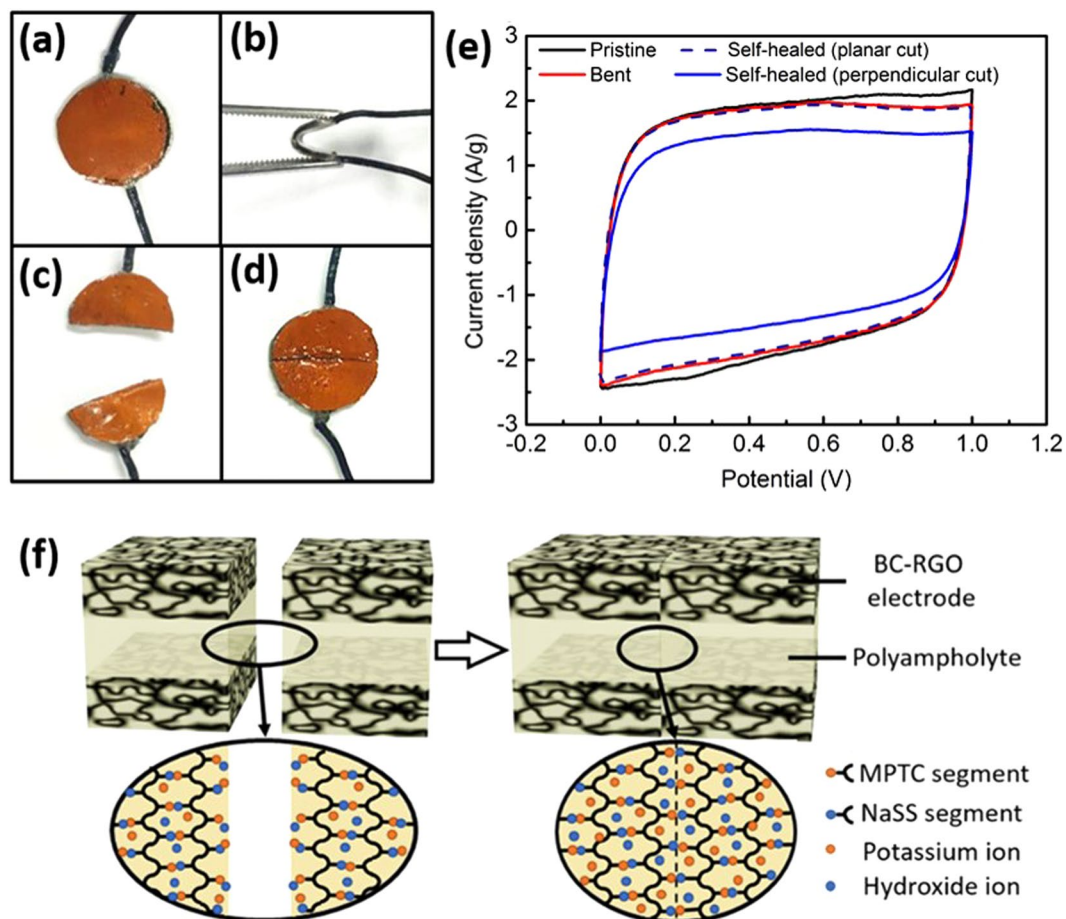 (a)
(b)
(c)
(d)
(e)
Pristine
Self-healed (planar cut)
Bent
Self-healed (perpendicular cut)
3
2
1
0
-1
-2
-3
Current density (A/g)
-0.2 0.0 0.2 0.4 0.6 0.8 1.0 1.2
Potential (V)
(f)
BC-RGO
electrode
Polyampholyte
MPTC segment
NaSS segment
Potassium ion
Hydroxide ion